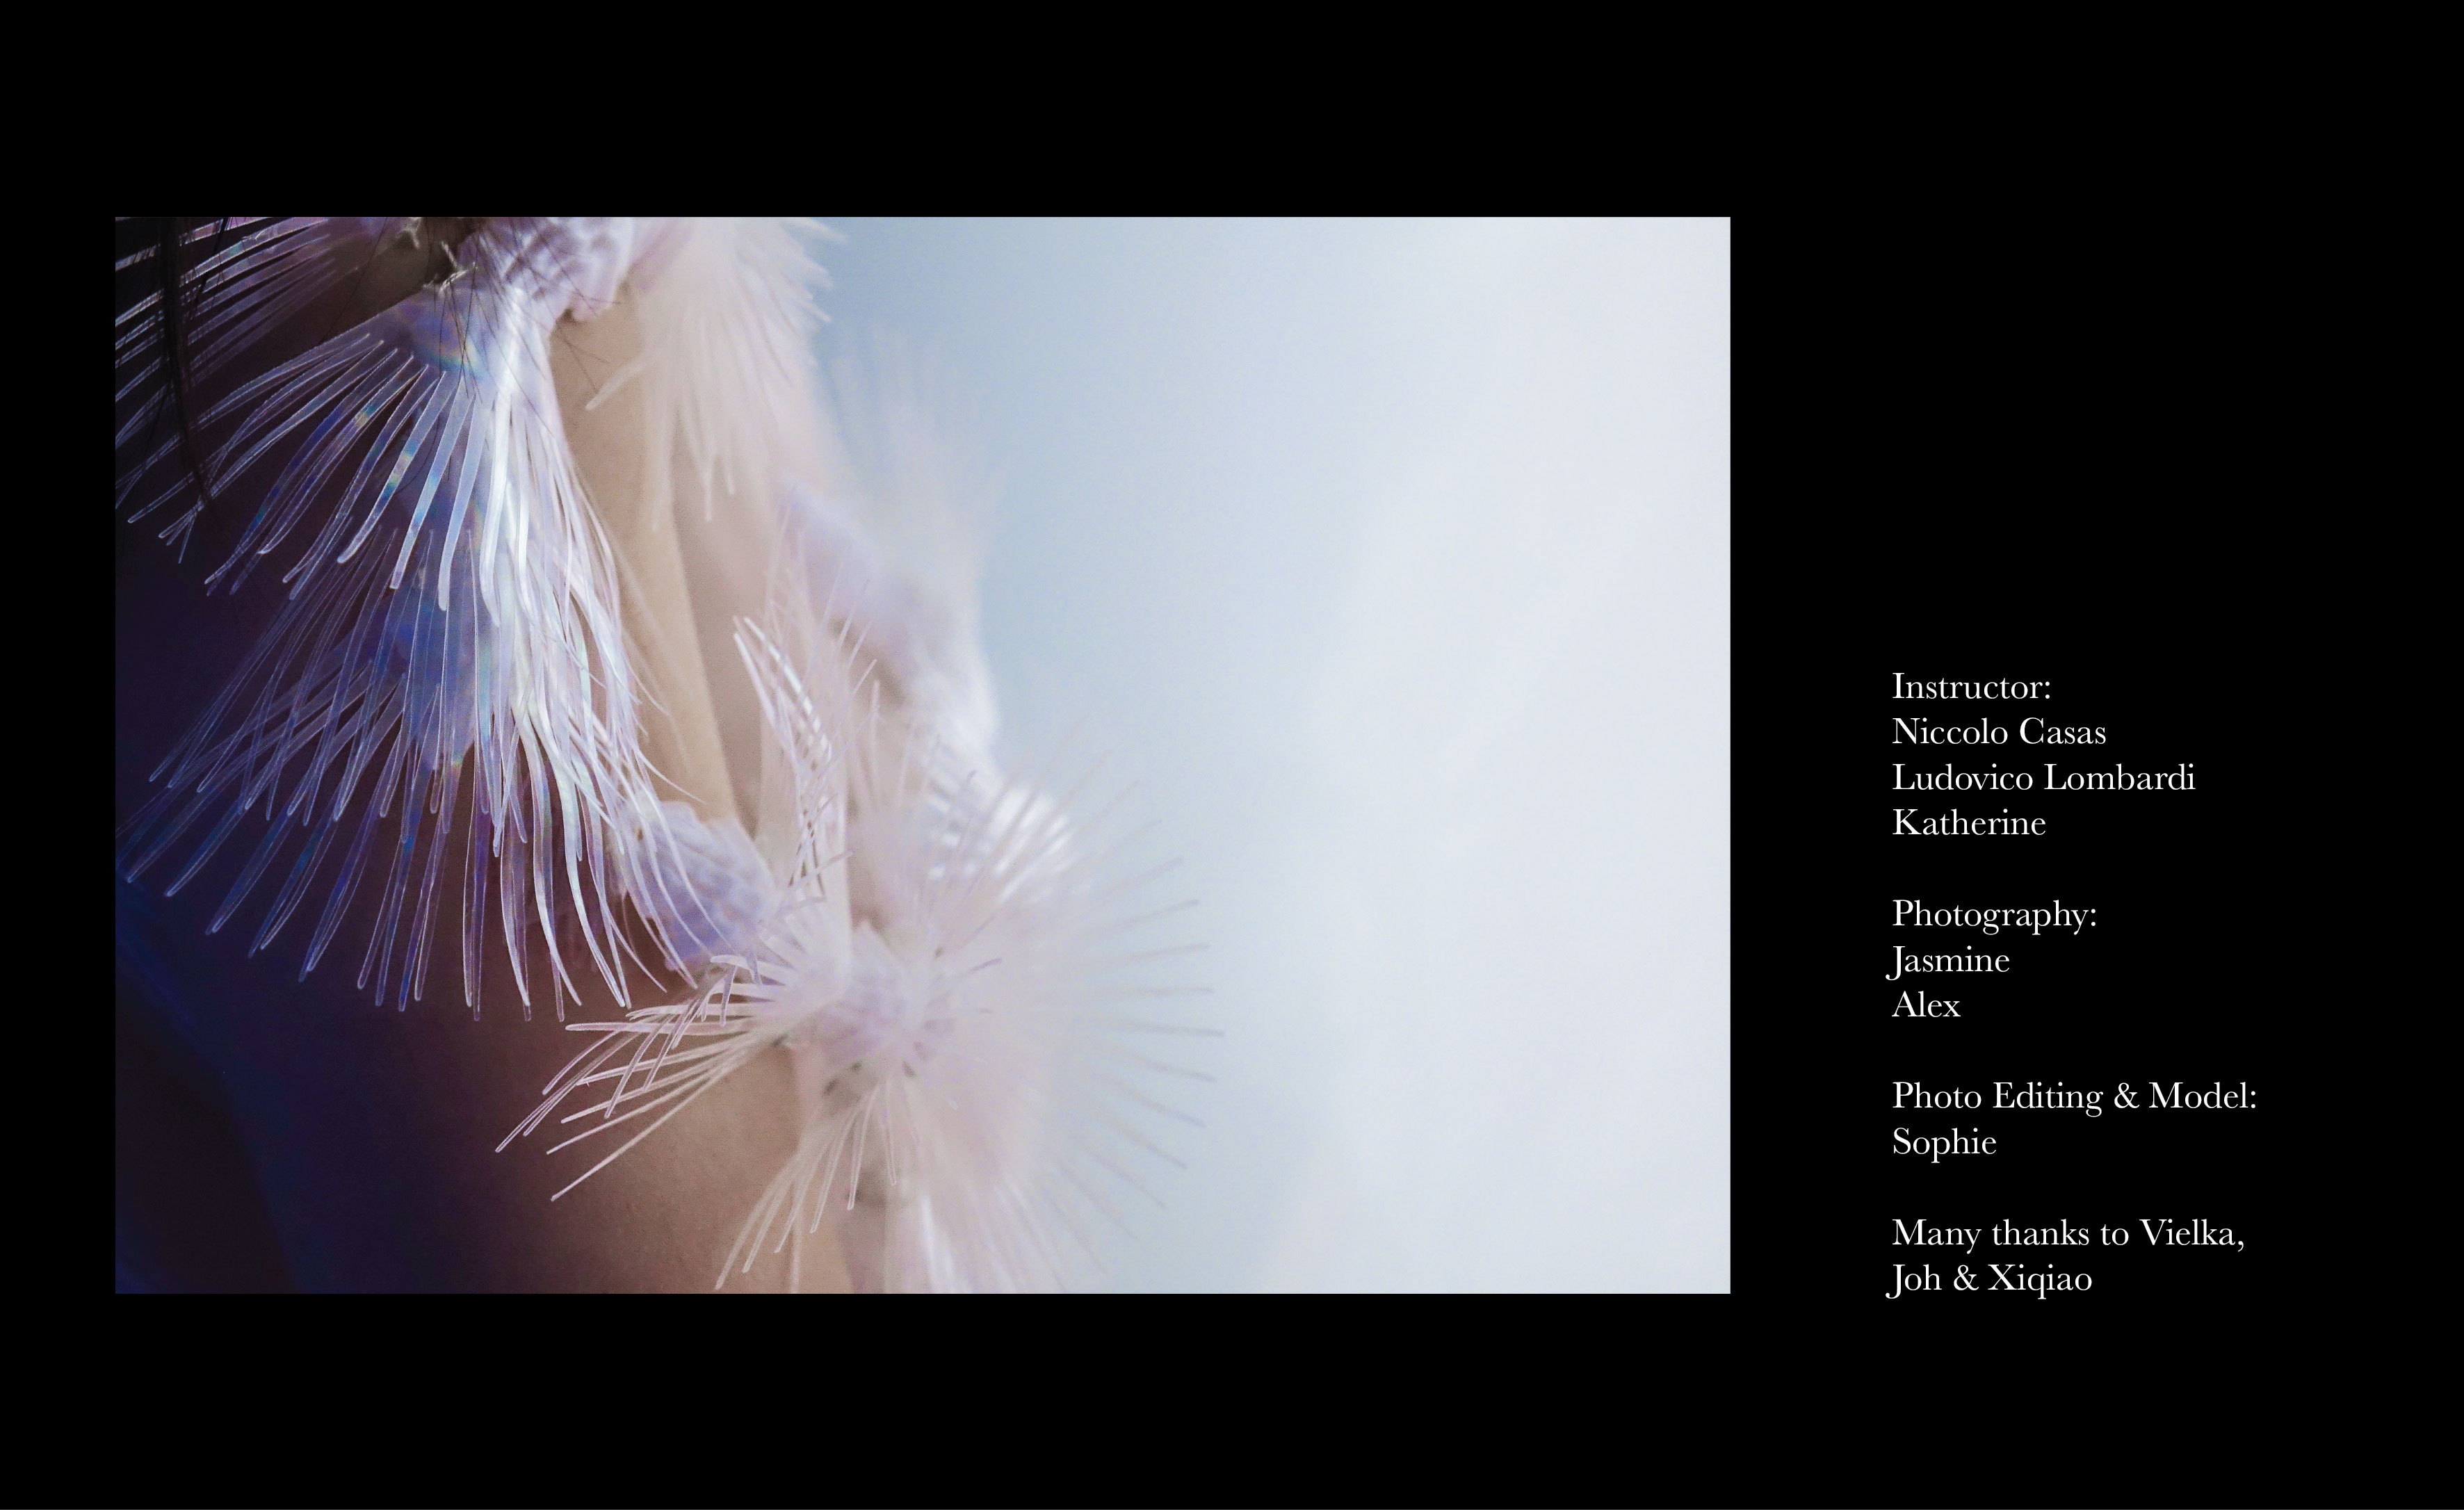 Instructor:
Niccolo Casas
Ludovico Lombardi
Katherine
Photography:
Jasmine
Alex
Photo Editing & Model:
Sophie
Many thanks to Vielka,
Joh & Xiqiao